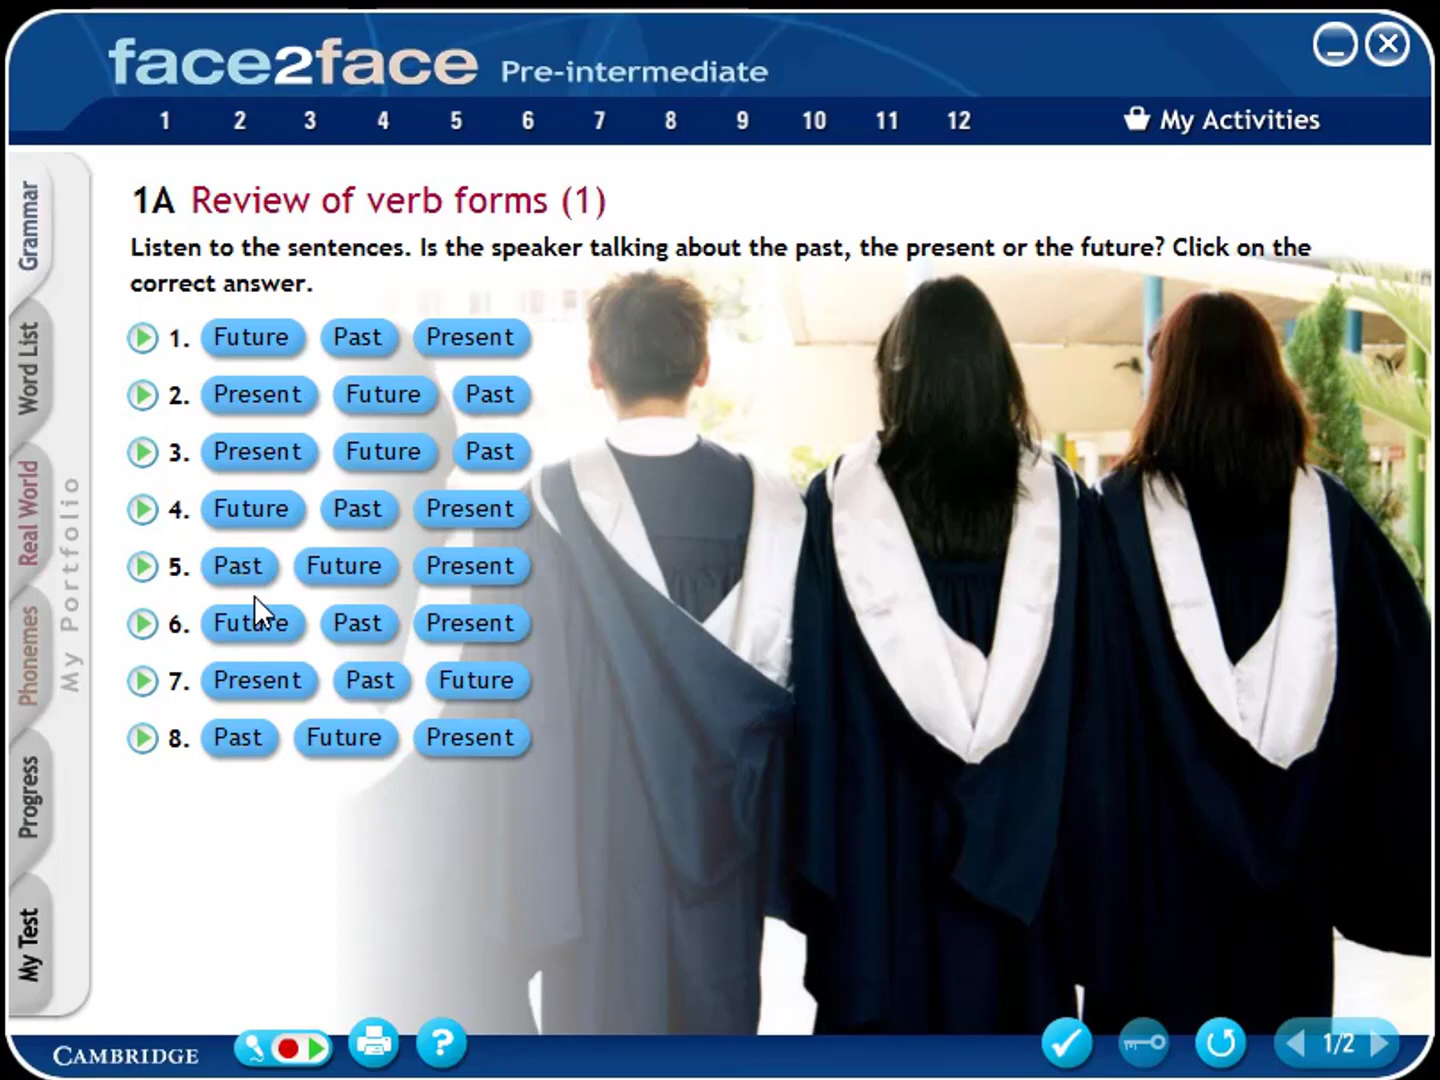 face2face Pre-intermediate
1 2 3 4 5 6 7 8 9 10 11 12 My Activities
Grammar
Word List
Real World
Phonemes
Progress
My Test
My Portfolio
1A Review of verb forms (1)
Listen to the sentences. Is the speaker talking about the past, the present or the future? Click on the
correct answer.
1. Future Past Present
2. Present Future Past
3. Present Future Past
4. Future Past Present
5. Past Future Present
6. Future Past Present
7. Present Past Future
8. Past Future Present
CAMBRIDGE ? 1/2